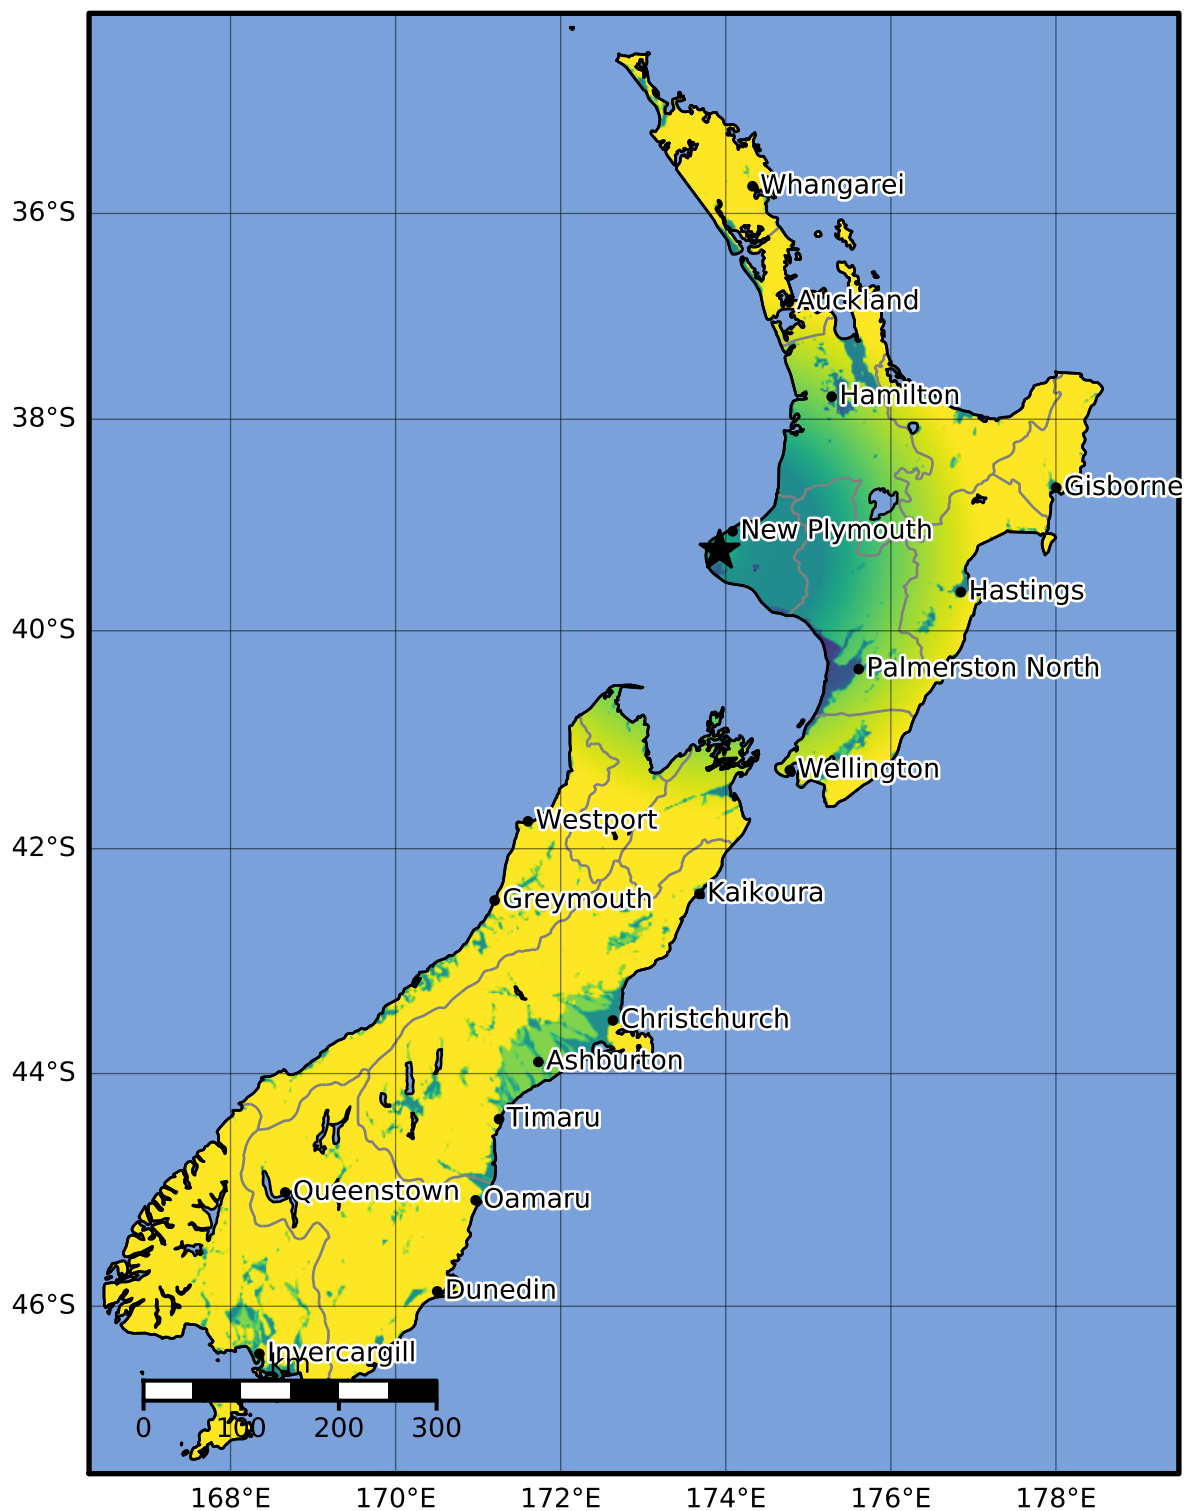 Whangarei
36°S
Auckland
Hamilton
38°S
Gisborne
New Plymouth
Hastings
40°S
Palmerston North
Wellington
Westport
42°S
Kaikoura
Greymouth
Christchurch
Ashburton
44°S
Timaru
Queenstown
Oamaru
Dunedin
46°S
Invercargill
km
0 100 200 300
168°E 170°E 172°E 174°E 176°E 178°E